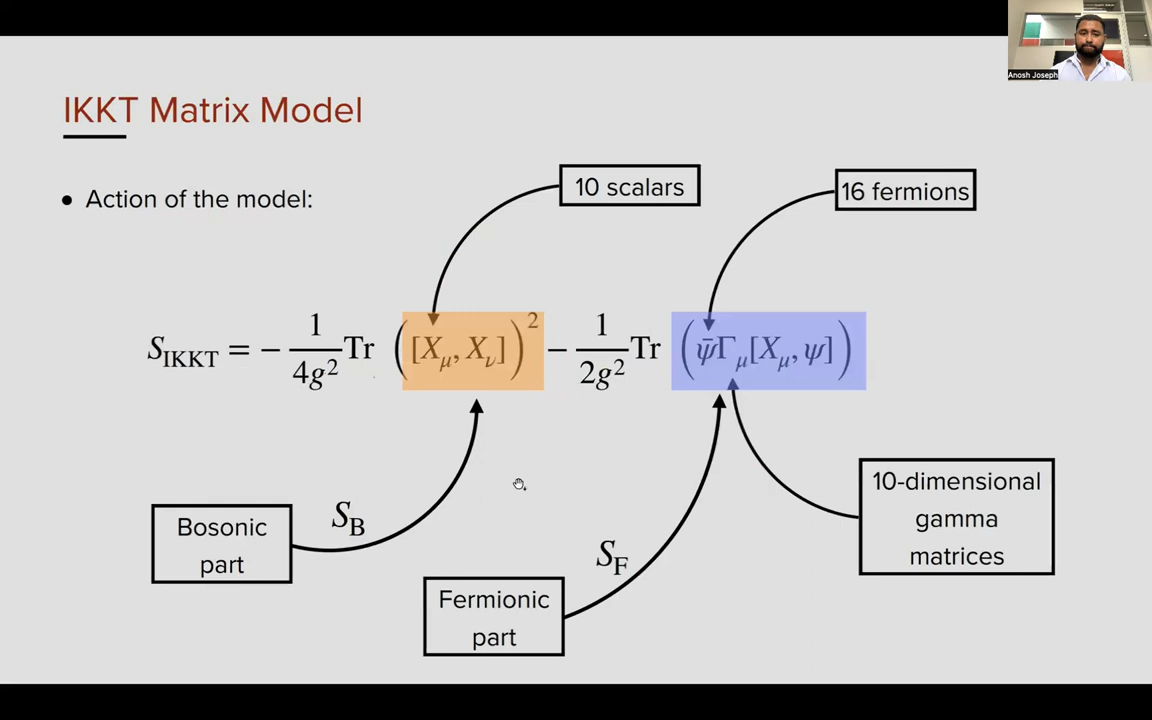 Anosh Joseph
IKKT Matrix Model
• Action of the model:
10 scalars
16 fermions
S_IKKT = − 1/4g² Tr ([X_μ, X_ν])² − 1/2g² Tr (ψ̄Γ_μ[X_μ, ψ])
10-dimensional
gamma
matrices
Bosonic
part
S_B
S_F
Fermionic
part